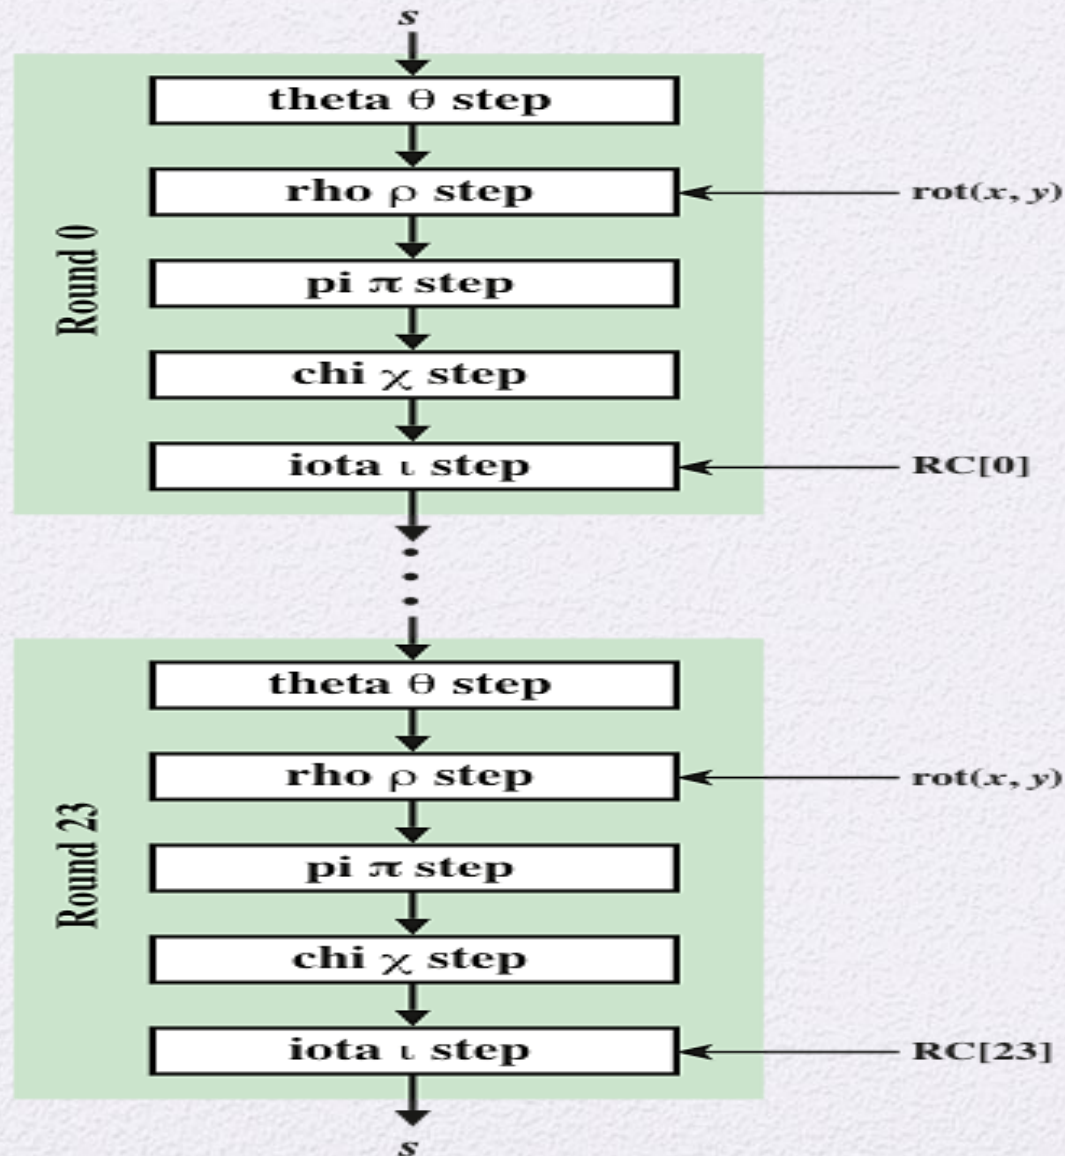 s
theta θ step
rho ρ step
rot(x, y)
Round 0
pi π step
chi χ step
iota ι step
RC[0]
theta θ step
rho ρ step
rot(x, y)
Round 23
pi π step
chi χ step
iota ι step
RC[23]
s